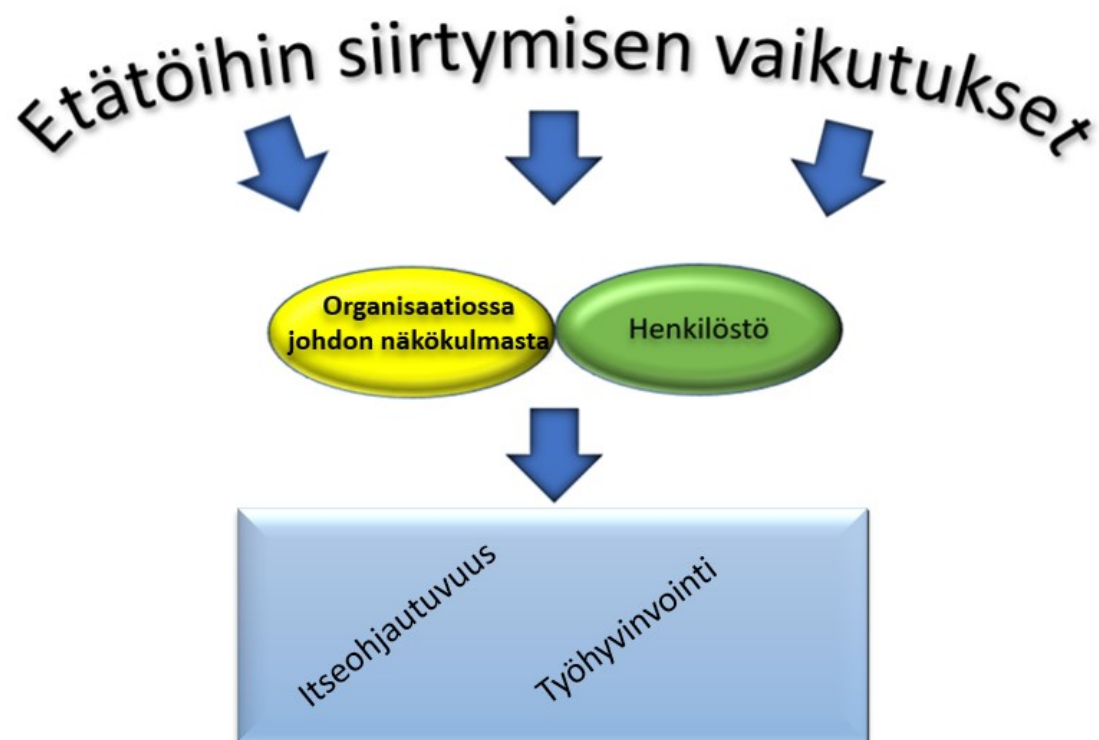 Etätöihin siirtymisen vaikutukset
Organisaatiossa
johdon näkökulmasta
Henkilöstö
Itseohjautuvuus
Työhyvinvointi